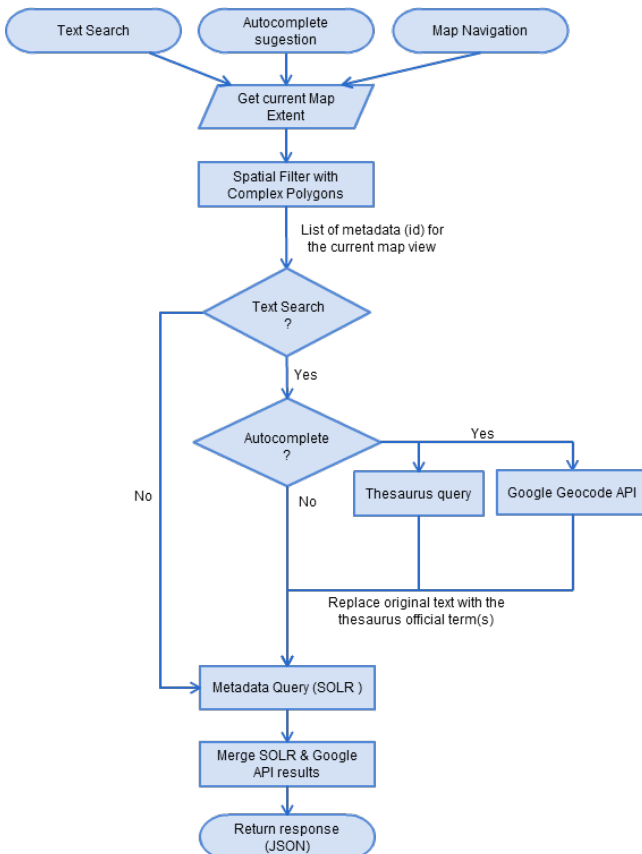 Text Search
Autocomplete
sugestion
Map Navigation
Get current Map
Extent
Spatial Filter with
Complex Polygons
List of metadata (id) for
the current map view
Text Search
?
Yes
Autocomplete
?
Yes
Thesaurus query
Google Geocode API
No
No
Replace original text with the
thesaurus official term(s)
Metadata Query (SOLR )
Merge SOLR & Google
API results
Return response
(JSON)